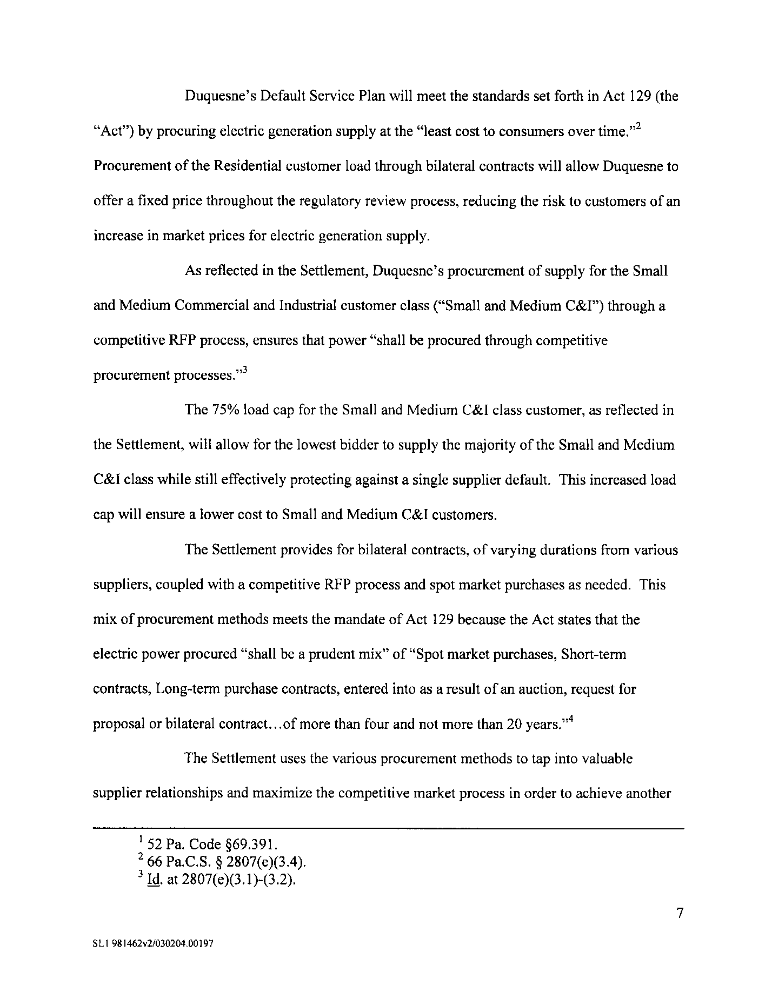 Duquesne's Default Service Plan will meet the standards set forth in Act 129 (the
“Act”) by procuring electric generation supply at the “least cost to consumers over time.”2
Procurement of the Residential customer load through bilateral contracts will allow Duquesne to
offer a fixed price throughout the regulatory review process, reducing the risk to customers of an
increase in market prices for electric generation supply.
As reflected in the Settlement, Duquesne's procurement of supply for the Small
and Medium Commercial and Industrial customer class (“Small and Medium C&I”) through a
competitive RFP process, ensures that power “shall be procured through competitive
procurement processes.”3
The 75% load cap for the Small and Medium C&I class customer, as reflected in
the Settlement, will allow for the lowest bidder to supply the majority of the Small and Medium
C&I class while still effectively protecting against a single supplier default. This increased load
cap will ensure a lower cost to Small and Medium C&I customers.
The Settlement provides for bilateral contracts, of varying durations from various
suppliers, coupled with a competitive RFP process and spot market purchases as needed. This
mix of procurement methods meets the mandate of Act 129 because the Act states that the
electric power procured “shall be a prudent mix” of “Spot market purchases, Short-term
contracts, Long-term purchase contracts, entered into as a result of an auction, request for
proposal or bilateral contract...of more than four and not more than 20 years.”4
The Settlement uses the various procurement methods to tap into valuable
supplier relationships and maximize the competitive market process in order to achieve another
1 52 Pa. Code §69.391.
2 66 Pa.C.S. § 2807(e)(3.4).
3 Id. at 2807(e)(3.1)-(3.2).
7
SL1 981462v2/030204.00197